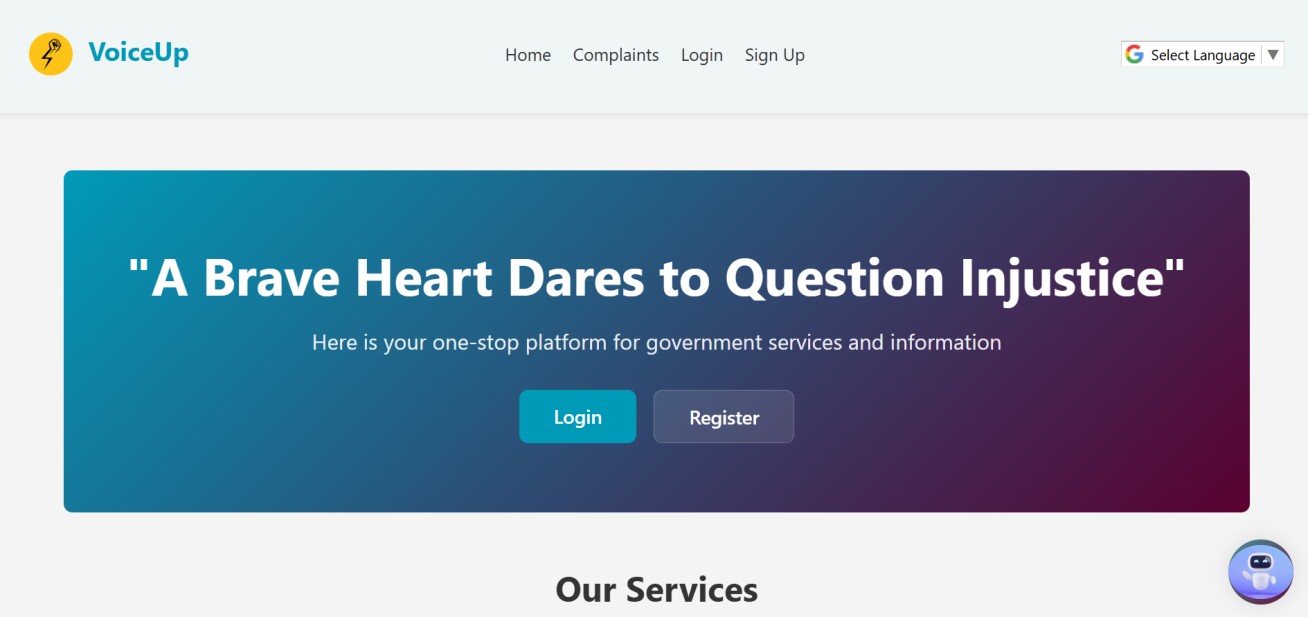 VoiceUp
Home Complaints Login Sign Up
Select Language ▼
"A Brave Heart Dares to Question Injustice"
Here is your one-stop platform for government services and information
Login Register
Our Services